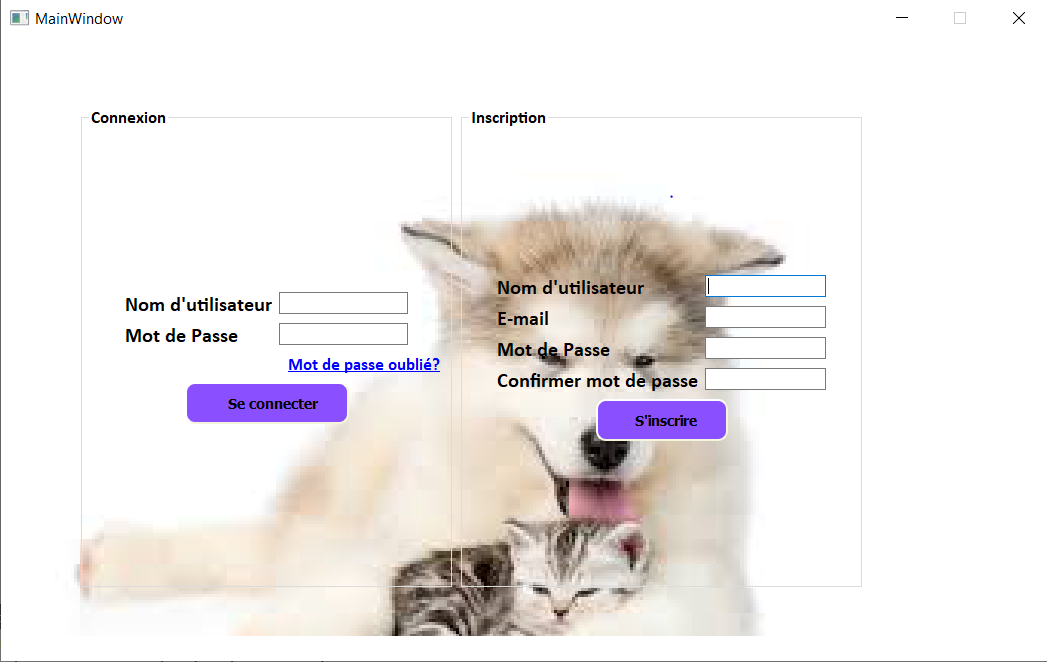 MainWindow
Connexion
Nom d'utilisateur
Mot de Passe
Mot de passe oublié?
Se connecter
Inscription
Nom d'utilisateur
E-mail
Mot de Passe
Confirmer mot de passe
S'inscrire